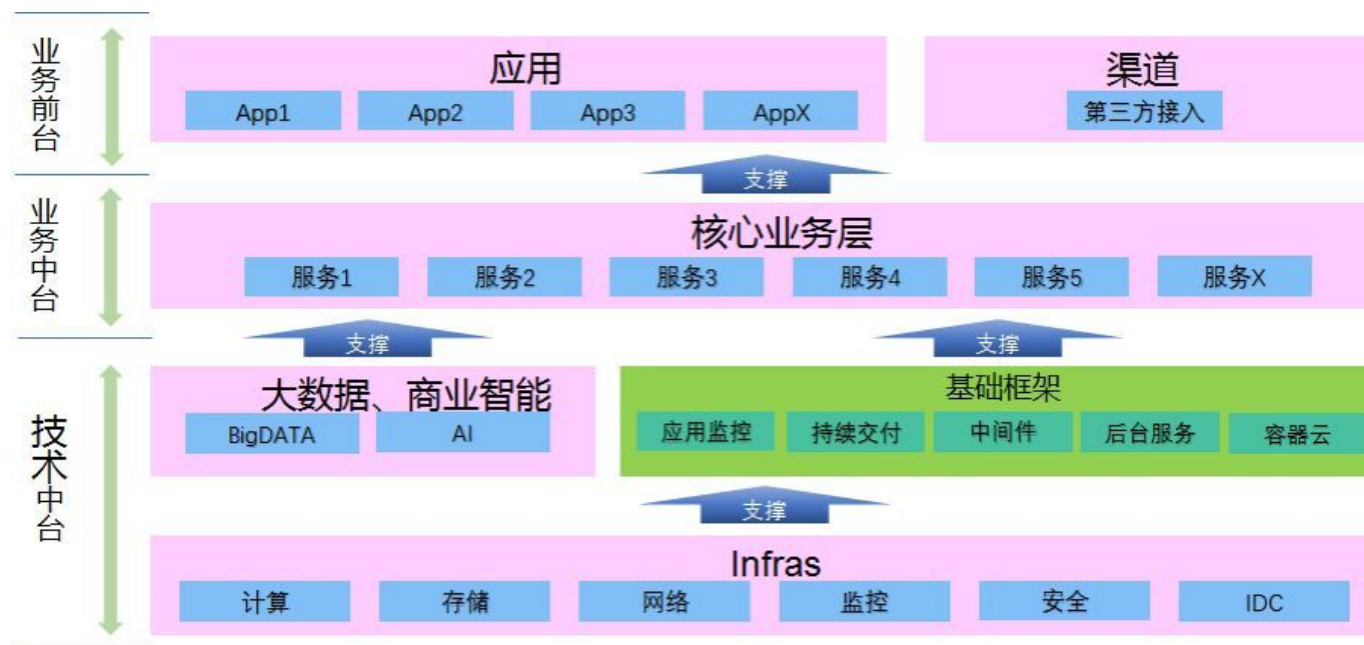 业务前台
应用
App1
App2
App3
AppX
渠道
第三方接入
支撑
业务中台
核心业务层
服务1
服务2
服务3
服务4
服务5
服务X
支撑
支撑
技术中台
大数据、商业智能
BigDATA
AI
基础框架
应用监控
持续交付
中间件
后台服务
容器云
支撑
Infras
计算
存储
网络
监控
安全
IDC